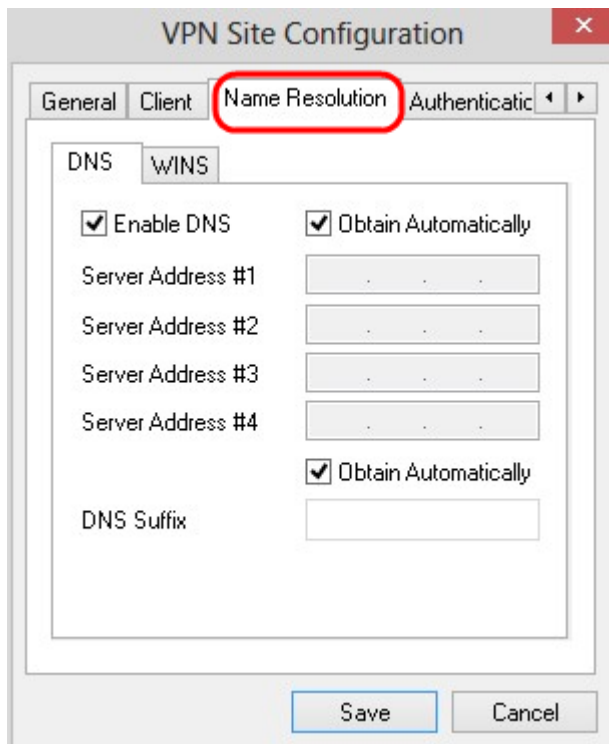 VPN Site Configuration
General Client Name Resolution Authenticatic
DNS WINS
Enable DNS Obtain Automatically
Server Address #1
Server Address #2
Server Address #3
Server Address #4
Obtain Automatically
DNS Suffix
Save Cancel